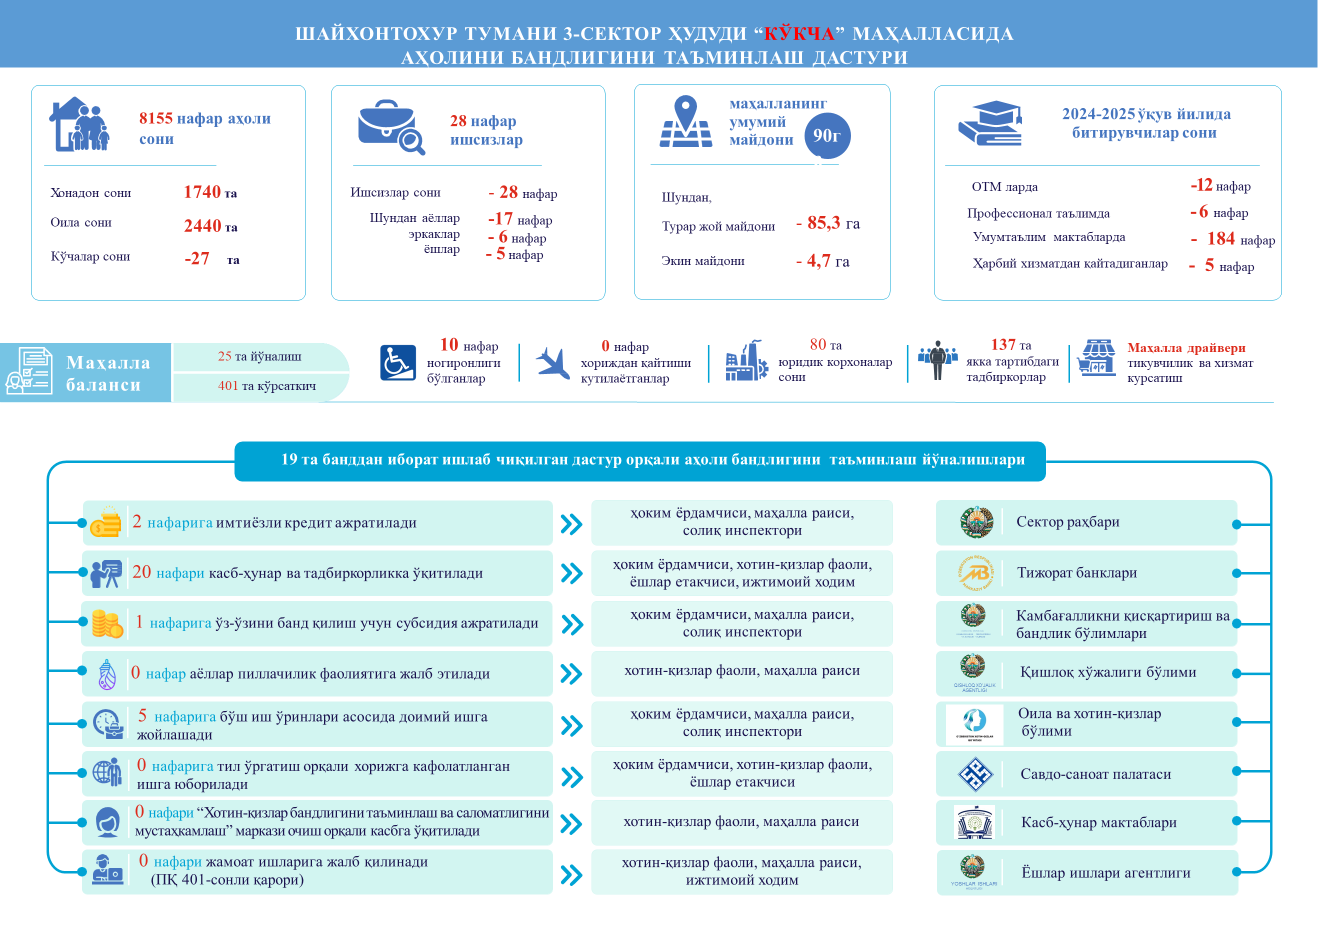 ШАЙХОНТОХУР ТУМАНИ 3-СЕКТОР ҲУДУДИ “КЎКЧА” МАҲАЛЛАСИДА
АҲОЛИНИ БАНДЛИГИНИ ТАЪМИНЛАШ ДАСТУРИ
8155 нафар аҳоли
сони
Хонадон сони 1740 та
Оила сони 2440 та
Кўчалар сони -27 та
28 нафар
ишсизлар
Ишсизлар сони - 28 нафар
Шундан аёллар -17 нафар
эркаклар - 6 нафар
ёшлар - 5 нафар
маҳалланинг
умумий
майдони 90г
Шундан,
Турар жой майдони - 85,3 га
Экин майдони - 4,7 га
2024-2025 ўқув йилида
битирувчилар сони
ОТМ ларда -12 нафар
Профессионал таълимда - 6 нафар
Умумтаълим мактабларда - 184 нафар
Ҳарбий хизматдан қайтадиганлар - 5 нафар
Маҳалла
баланси
25 та йўналиш
401 та кўрсаткич
10 нафар
ногиронлиги
бўлганлар
0 нафар
хориждан қайтиши
кутилаётганлар
80 та
юридик корхоналар
сони
137 та
якка тартибдаги
тадбиркорлар
Маҳалла драйвери
тикувчилик ва хизмат
курсатиш
19 та банддан иборат ишлаб чиқилган дастур орқали аҳоли бандлигини таъминлаш йўналишлари
2 нафарига имтиёзли кредит ажратилади
ҳоким ёрдамчиси, маҳалла раиси,
солиқ инспектори
Сектор раҳбари
20 нафари касб-ҳунар ва тадбиркорликка ўқитилади
ҳоким ёрдамчиси, хотин-қизлар фаоли,
ёшлар етакчиси, ижтимоий ходим
Тижорат банклари
1 нафарига ўз-ўзини банд қилиш учун субсидия ажратилади
ҳоким ёрдамчиси, маҳалла раиси,
солиқ инспектори
Камбағалликни қисқартириш ва
бандлик бўлимлари
0 нафар аёллар пиллачилик фаолиятига жалб этилади
хотин-қизлар фаоли, маҳалла раиси
QISHLOQ XO'JALIK
AGENTLIGI
Қишлоқ хўжалиги бўлими
5 нафарига бўш иш ўринлари асосида доимий ишга
жойлашади
ҳоким ёрдамчиси, маҳалла раиси,
солиқ инспектори
Оила ва хотин-қизлар
бўлими
0 нафарига тил ўргатиш орқали хорижга кафолатланган
ишга юборилади
ҳоким ёрдамчиси, хотин-қизлар фаоли,
ёшлар етакчиси
Савдо-саноат палатаси
0 нафари “Хотин-қизлар бандлигини таъминлаш ва саломатлигини
мустаҳкамлаш” маркази очиш орқали касбга ўқитилади
хотин-қизлар фаоли, маҳалла раиси
Касб-ҳунар мактаблари
0 нафари жамоат ишларига жалб қилинади
(ПҚ 401-сонли қарори)
хотин-қизлар фаоли, маҳалла раиси,
ижтимоий ходим
YOSHLAR ISHLARI
Ёшлар ишлари агентлиги